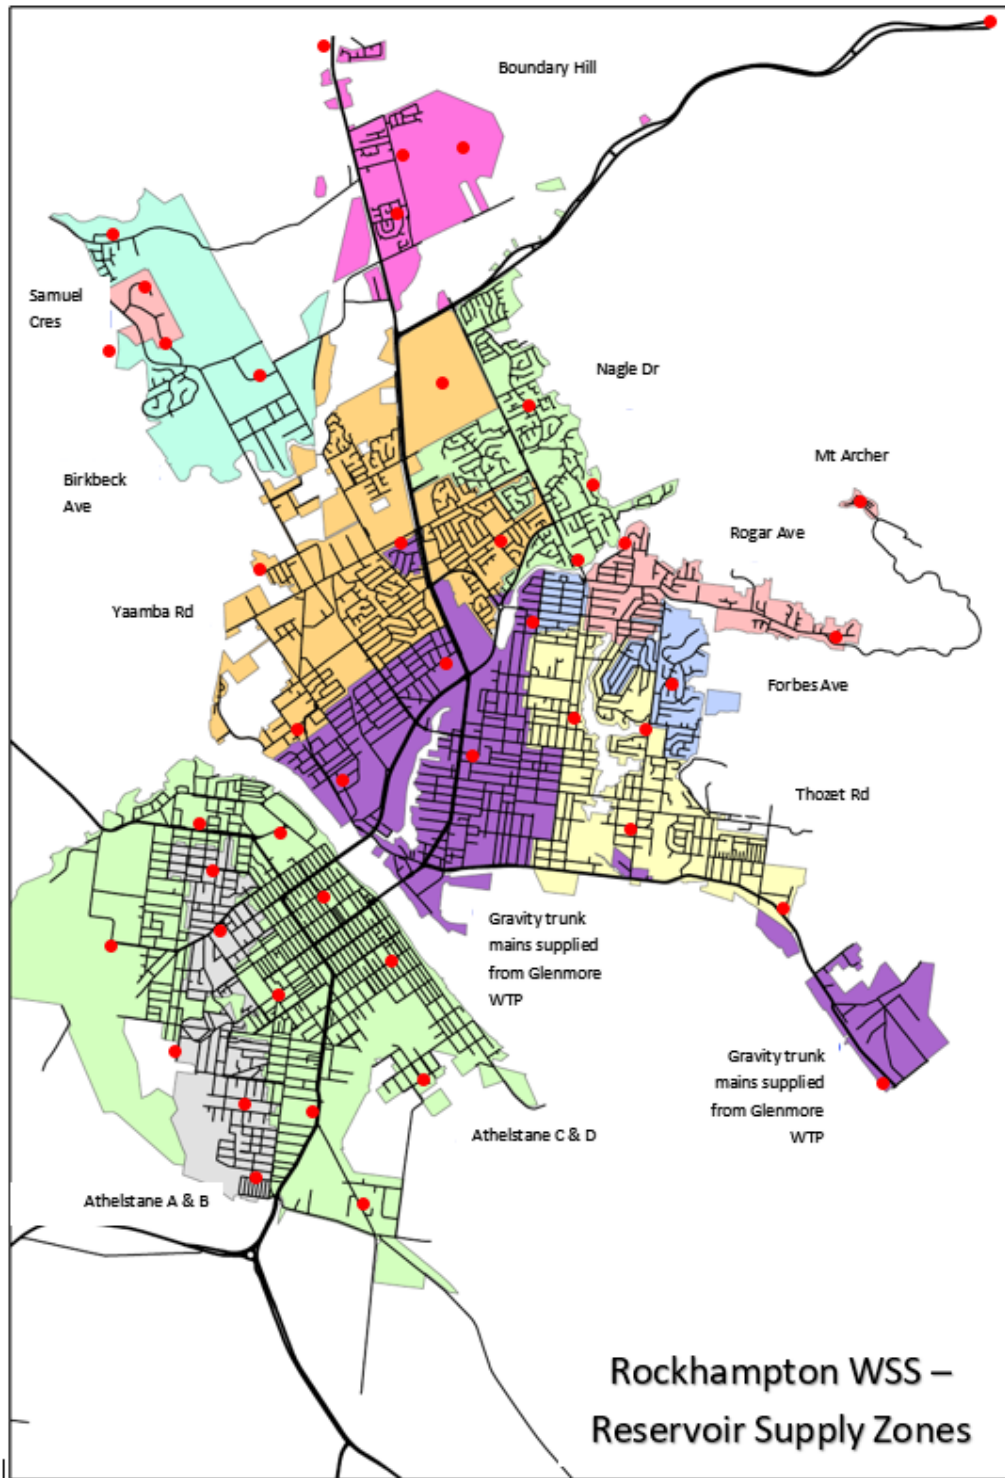 Boundary Hill
Samuel
Cres
Nagle Dr
Mt Archer
Birkbeck
Ave
Rogar Ave
Yaamba Rd
Forbes Ave
Thozet Rd
Gravity trunk
mains supplied
from Glenmore
WTP
Gravity trunk
mains supplied
from Glenmore
WTP
Athelstane C & D
Athelstane A & B
Rockhampton WSS –
Reservoir Supply Zones